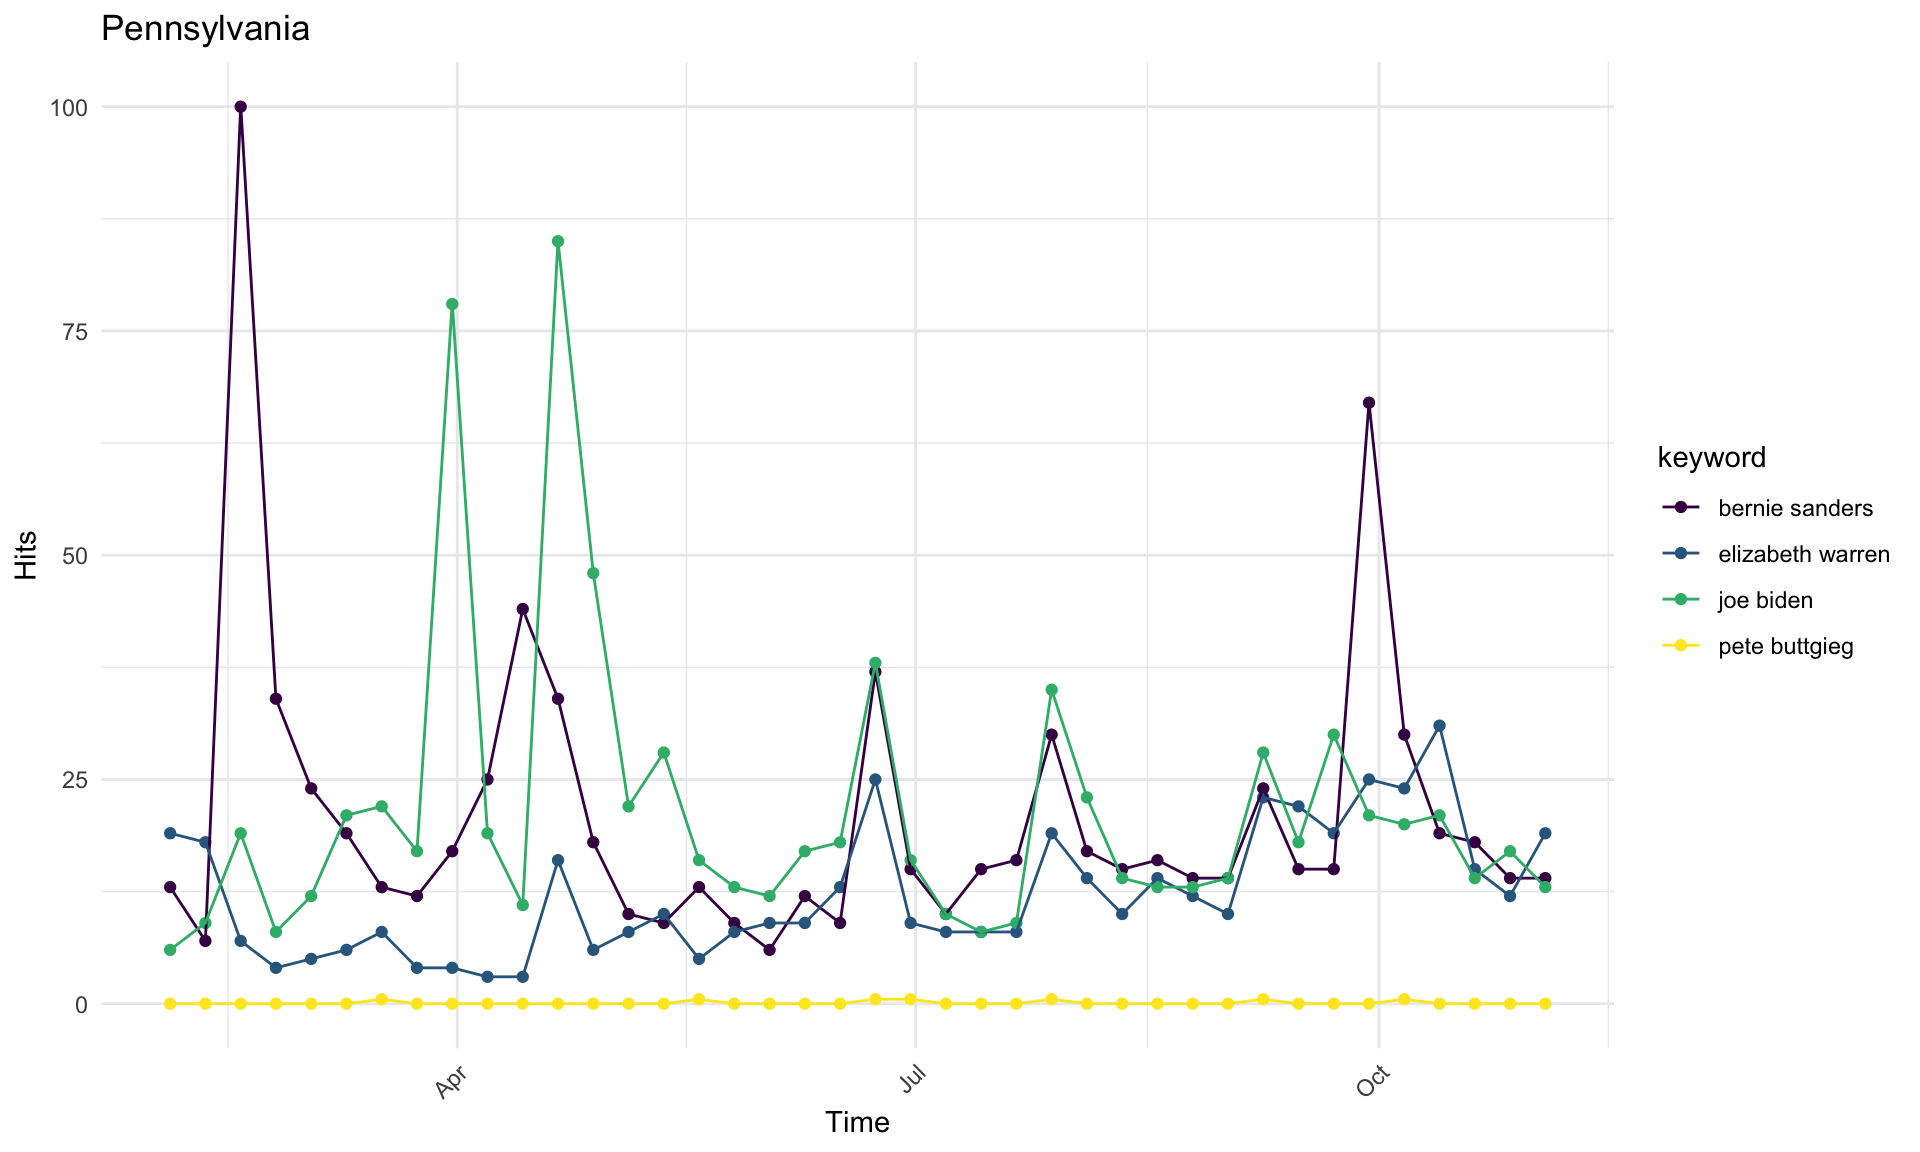 Pennsylvania
100
75
50
25
0
Hits
Apr
Jul
Oct
Time
keyword
bernie sanders
elizabeth warren
joe biden
pete buttgieg